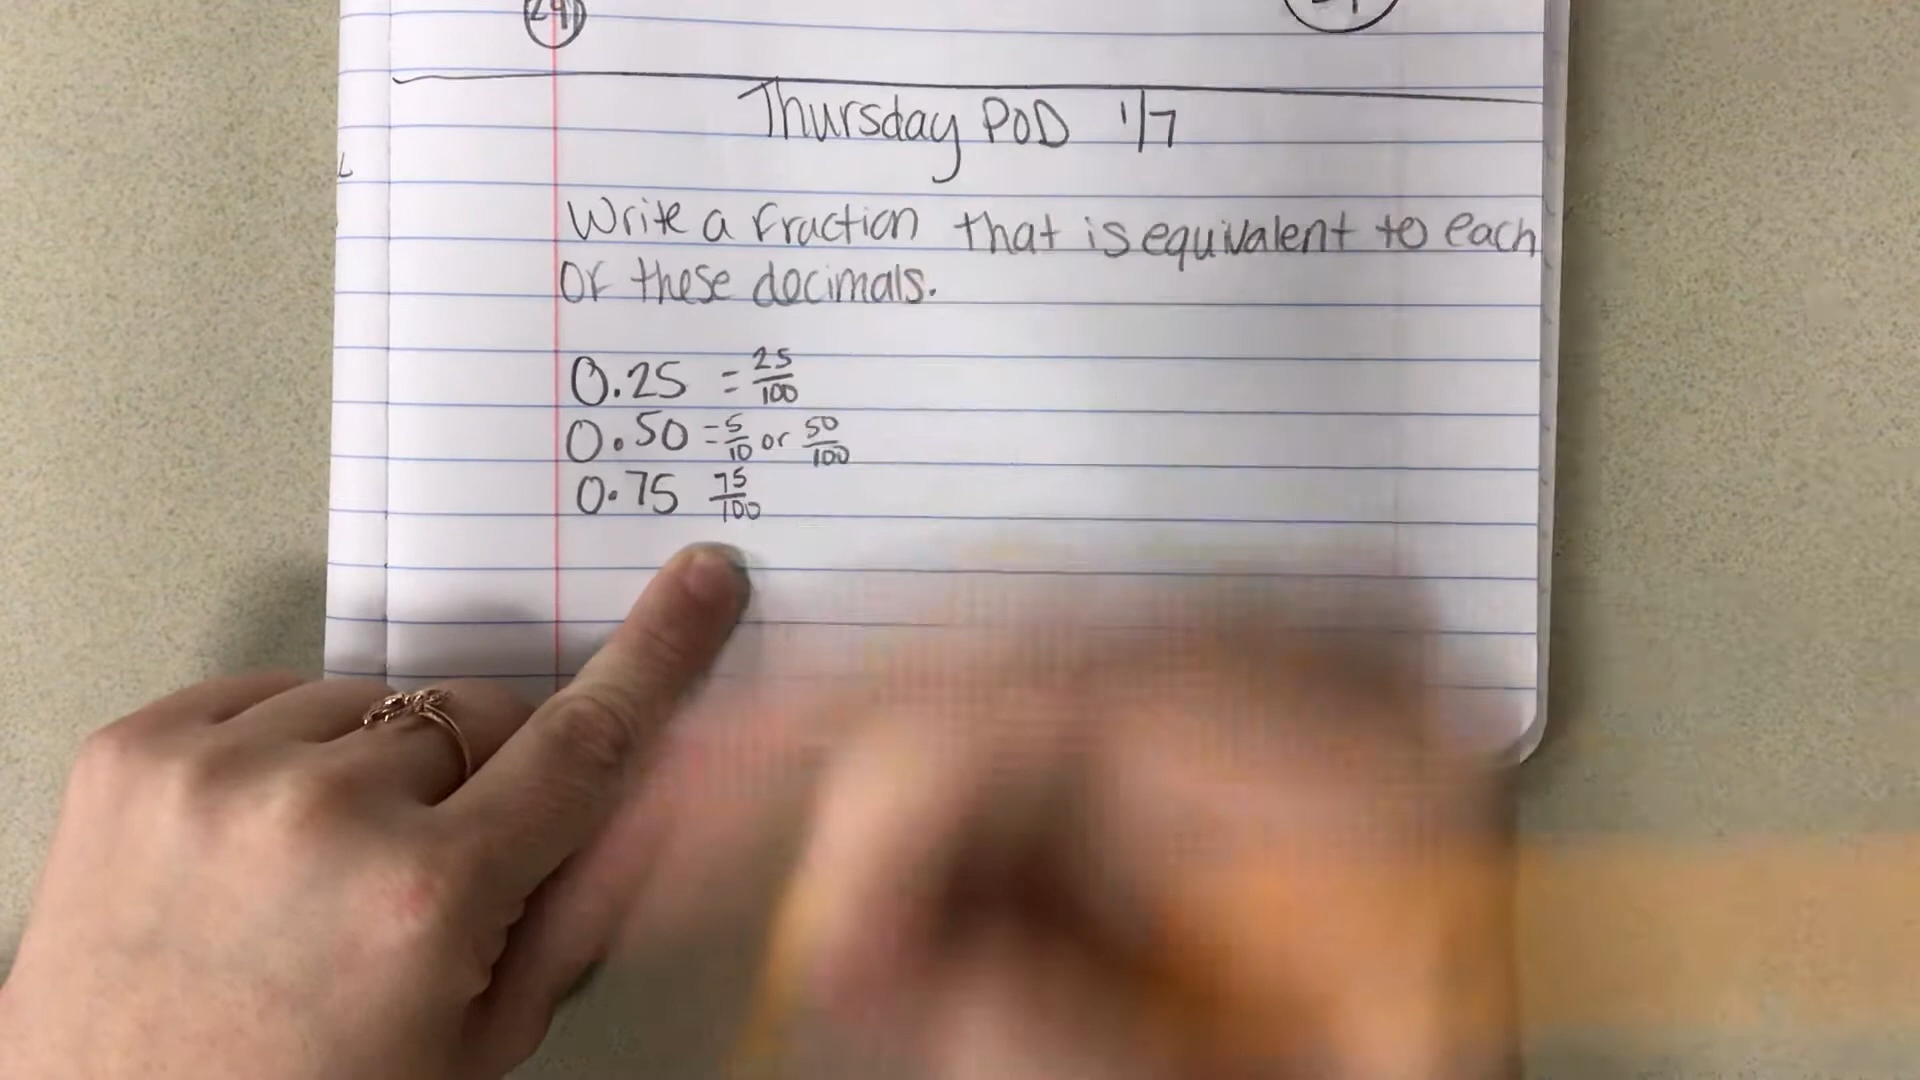 Thursday POD 1/7
Write a fraction that is equivalent to each
of these decimals.
0.25 = 25/100
0.50 = 5/10 or 50/100
0.75 75/100